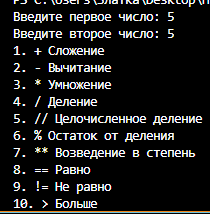 PS C:\Users\Златка\Desktop\
Введите первое число: 5
Введите второе число: 5
1. + Сложение
2. - Вычитание
3. * Умножение
4. / Деление
5. // Целочисленное деление
6. % Остаток от деления
7. ** Возведение в степень
8. == Равно
9. != Не равно
10. > Больше